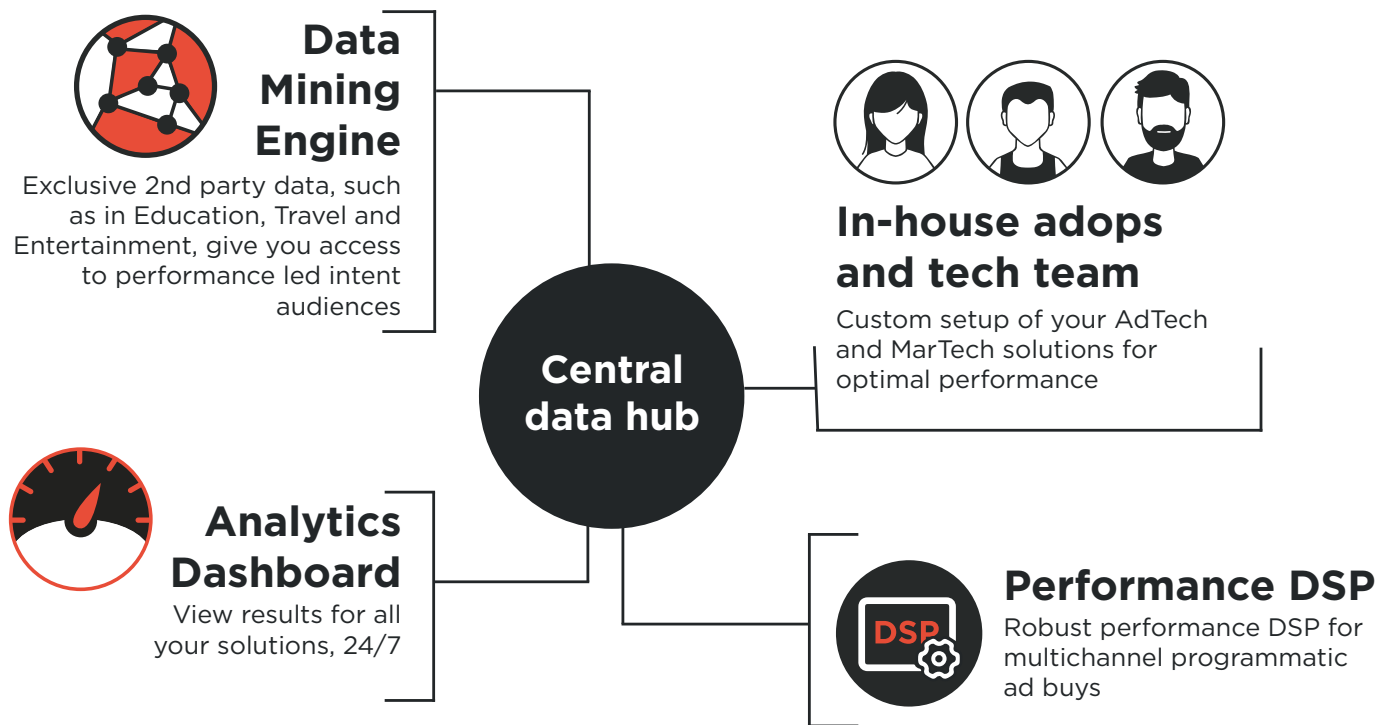 Data
Mining
Engine
Exclusive 2nd party data, such
as in Education, Travel and
Entertainment, give you access
to performance led intent
audiences
In-house adops
and tech team
Custom setup of your AdTech
and MarTech solutions for
optimal performance
Central
data hub
Analytics
Dashboard
View results for all
your solutions, 24/7
DSP
Performance DSP
Robust performance DSP for
multichannel programmatic
ad buys